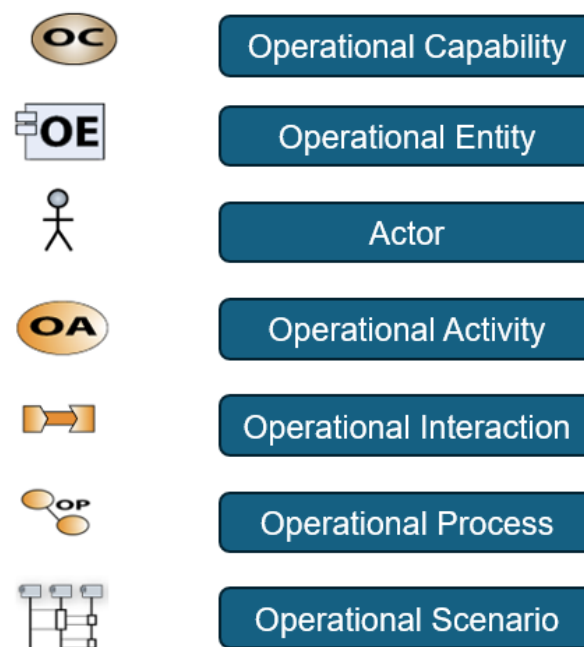 OC
Operational Capability
OE
Operational Entity
Actor
OA
Operational Activity
Operational Interaction
OP
Operational Process
Operational Scenario